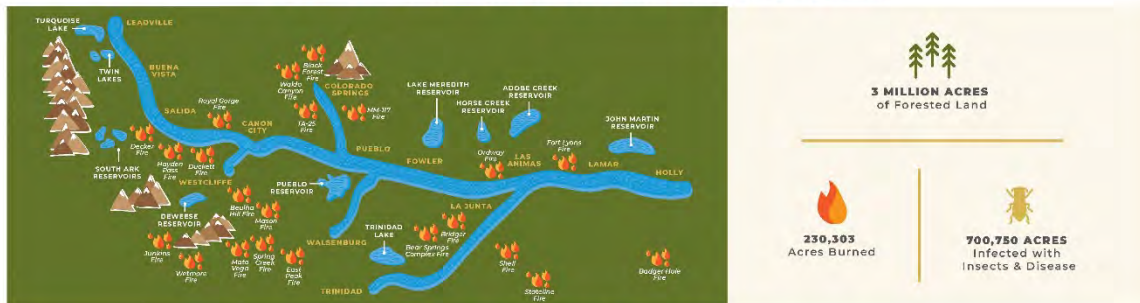 TURQUOISE
LAKE
LEADVILLE
TWIN
LAKES
BUENA
VISTA
SALIDA
Royal Gorge
Fire
CANON
CITY
Waldo
Canyon
Fire
Black
Forest
Fire
COLORADO
SPRINGS
TA-25
Fire
MM-117
Fire
LAKE MEREDITH
RESERVOIR
HORSE CREEK
RESERVOIR
ADOBE CREEK
RESERVOIR
JOHN MARTIN
RESERVOIR
SOUTH ARK
RESERVOIRS
Decker
Fire
Hayden
Pass
Fire
Duckett
Fire
WESTCLIFFE
PUEBLO
FOWLER
Ordway
Fire
LAS
ANIMAS
Fort Lyons
Fire
LAMAR
HOLLY
DEWEESE
RESERVOIR
Beulha
Hill Fire
Mason
Fire
PUEBLO
RESERVOIR
WALSENBURG
TRINIDAD
LAKE
LA JUNTA
Bridger
Fire
Bear Springs
Complex Fire
Junkins
Fire
Wetmore
Fire
Mata
Vega
Fire
Spring
Creek
Fire
East
Peak
Fire
TRINIDAD
Shell
Fire
Stateline
Fire
Badger Hole
Fire
3 MILLION ACRES
of Forested Land
230,303
Acres Burned
700,750 ACRES
Infected with
Insects & Disease